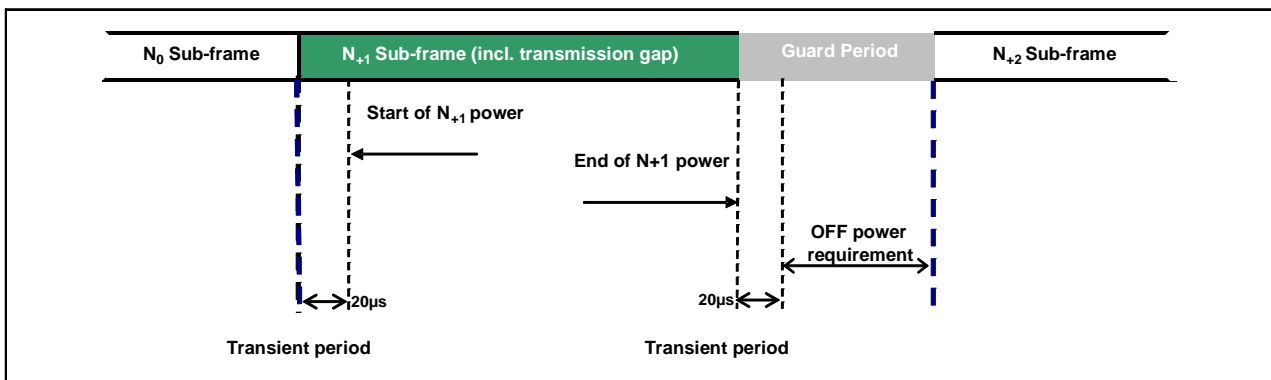 N0 Sub-frame
N+1 Sub-frame (incl. transmission gap)
Guard Period
N+2 Sub-frame
Start of N+1 power
End of N+1 power
OFF power
requirement
20µs
20µs
Transient period
Transient period